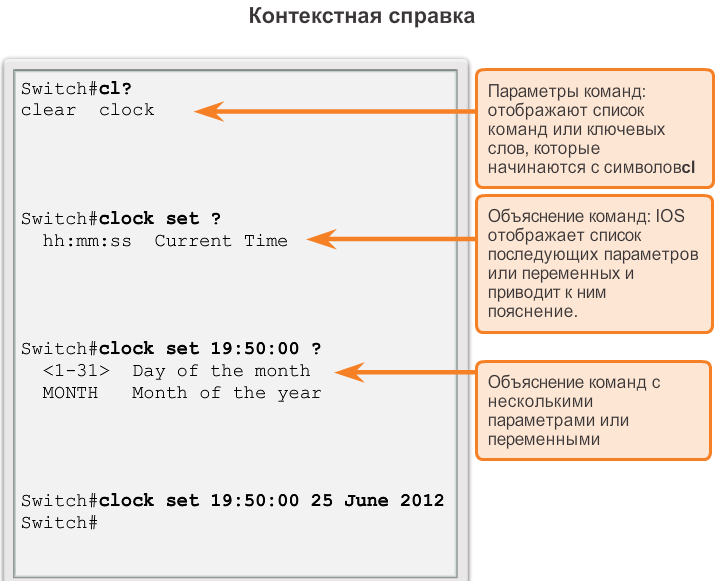 Контекстная справка
Switch#cl?
clear  clock
Параметры команд:
отображают список
команд или ключевых
слов, которые
начинаются с символовcl
Switch#clock set ?
  hh:mm:ss  Current Time
Объяснение команд: IOS
отображает список
последующих параметров
или переменных и
приводит к ним
пояснение.
Switch#clock set 19:50:00 ?
  <1-31>  Day of the month
  MONTH   Month of the year
Объяснение команд с
несколькими
параметрами или
переменными
Switch#clock set 19:50:00 25 June 2012
Switch#